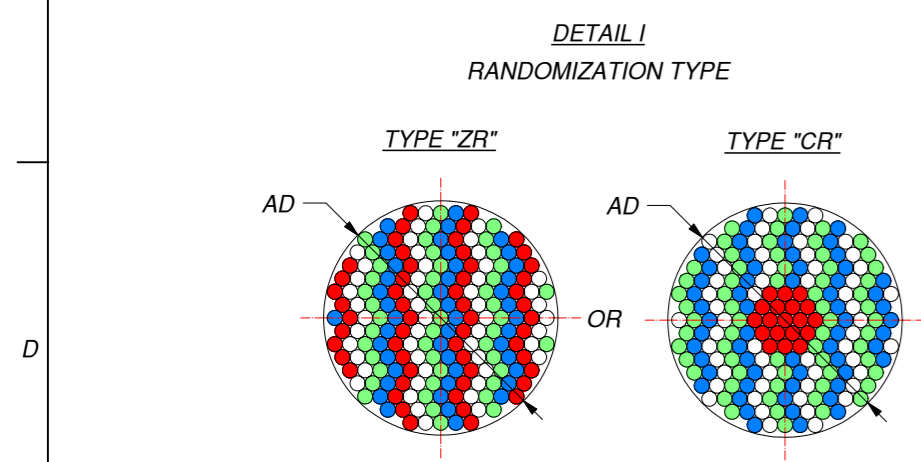 DETAIL I
RANDOMIZATION TYPE
TYPE "ZR"
TYPE "CR"
AD
AD
OR
D